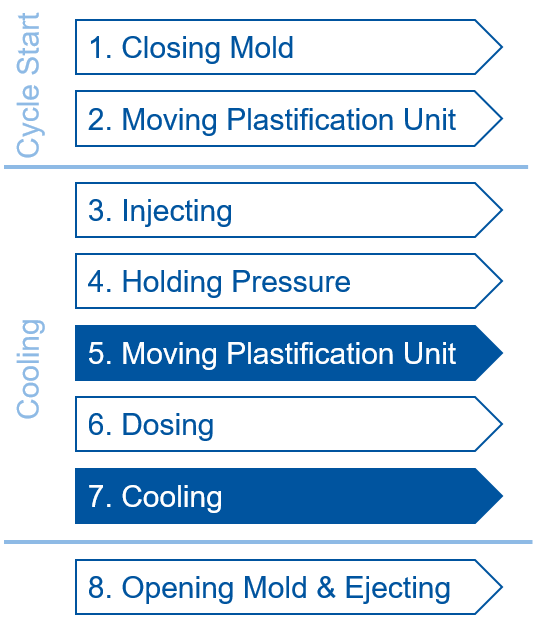 Cycle Start
1. Closing Mold
2. Moving Plastification Unit
Cooling
3. Injecting
4. Holding Pressure
5. Moving Plastification Unit
6. Dosing
7. Cooling
8. Opening Mold & Ejecting